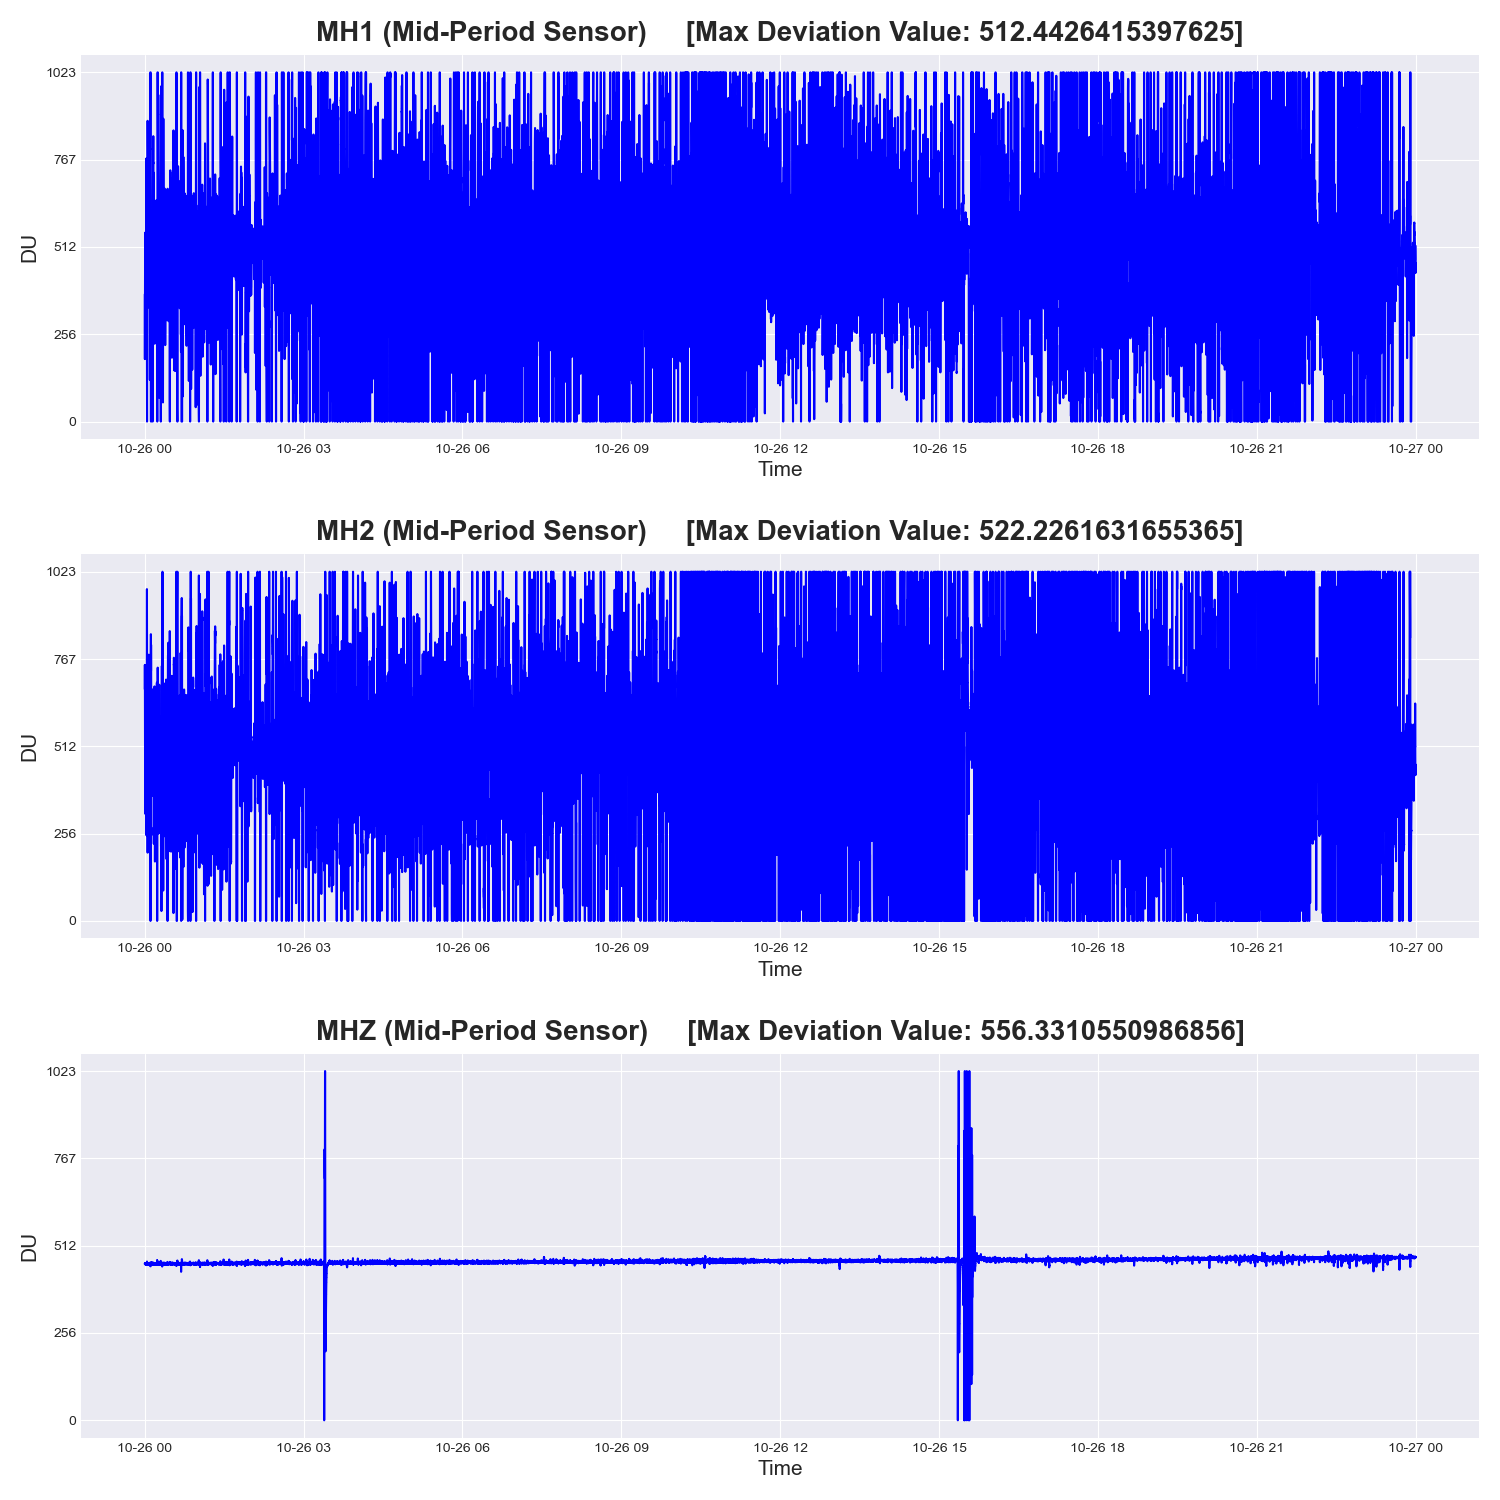 MH1 (Mid-Period Sensor) [Max Deviation Value: 512.4426415397625]
1023
767
512
256
0
DU
10-26 00 10-26 03 10-26 06 10-26 09 10-26 12 10-26 15 10-26 18 10-26 21 10-27 00
Time
MH2 (Mid-Period Sensor) [Max Deviation Value: 522.2261631655365]
1023
767
512
256
0
DU
10-26 00 10-26 03 10-26 06 10-26 09 10-26 12 10-26 15 10-26 18 10-26 21 10-27 00
Time
MHZ (Mid-Period Sensor) [Max Deviation Value: 556.3310550986856]
1023
767
512
256
0
DU
10-26 00 10-26 03 10-26 06 10-26 09 10-26 12 10-26 15 10-26 18 10-26 21 10-27 00
Time